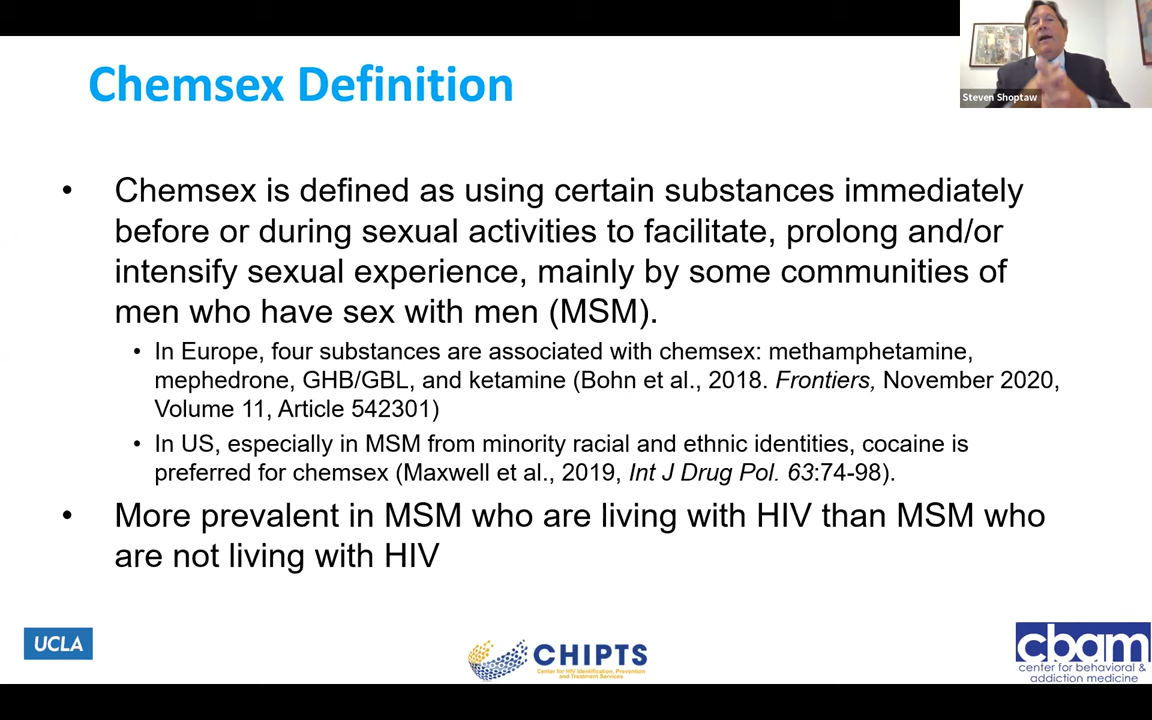 Chemsex Definition
Steven Shoptaw
• Chemsex is defined as using certain substances immediately
before or during sexual activities to facilitate, prolong and/or
intensify sexual experience, mainly by some communities of
men who have sex with men (MSM).
• In Europe, four substances are associated with chemsex: methamphetamine,
mephedrone, GHB/GBL, and ketamine (Bohn et al., 2018. Frontiers, November 2020,
Volume 11, Article 542301)
• In US, especially in MSM from minority racial and ethnic identities, cocaine is
preferred for chemsex (Maxwell et al., 2019, Int J Drug Pol. 63:74-98).
• More prevalent in MSM who are living with HIV than MSM who
are not living with HIV
UCLA
CHIPTS
Center for HIV Identification, Prevention
and Treatment Services
cbam
center for behavioral &
addiction medicine